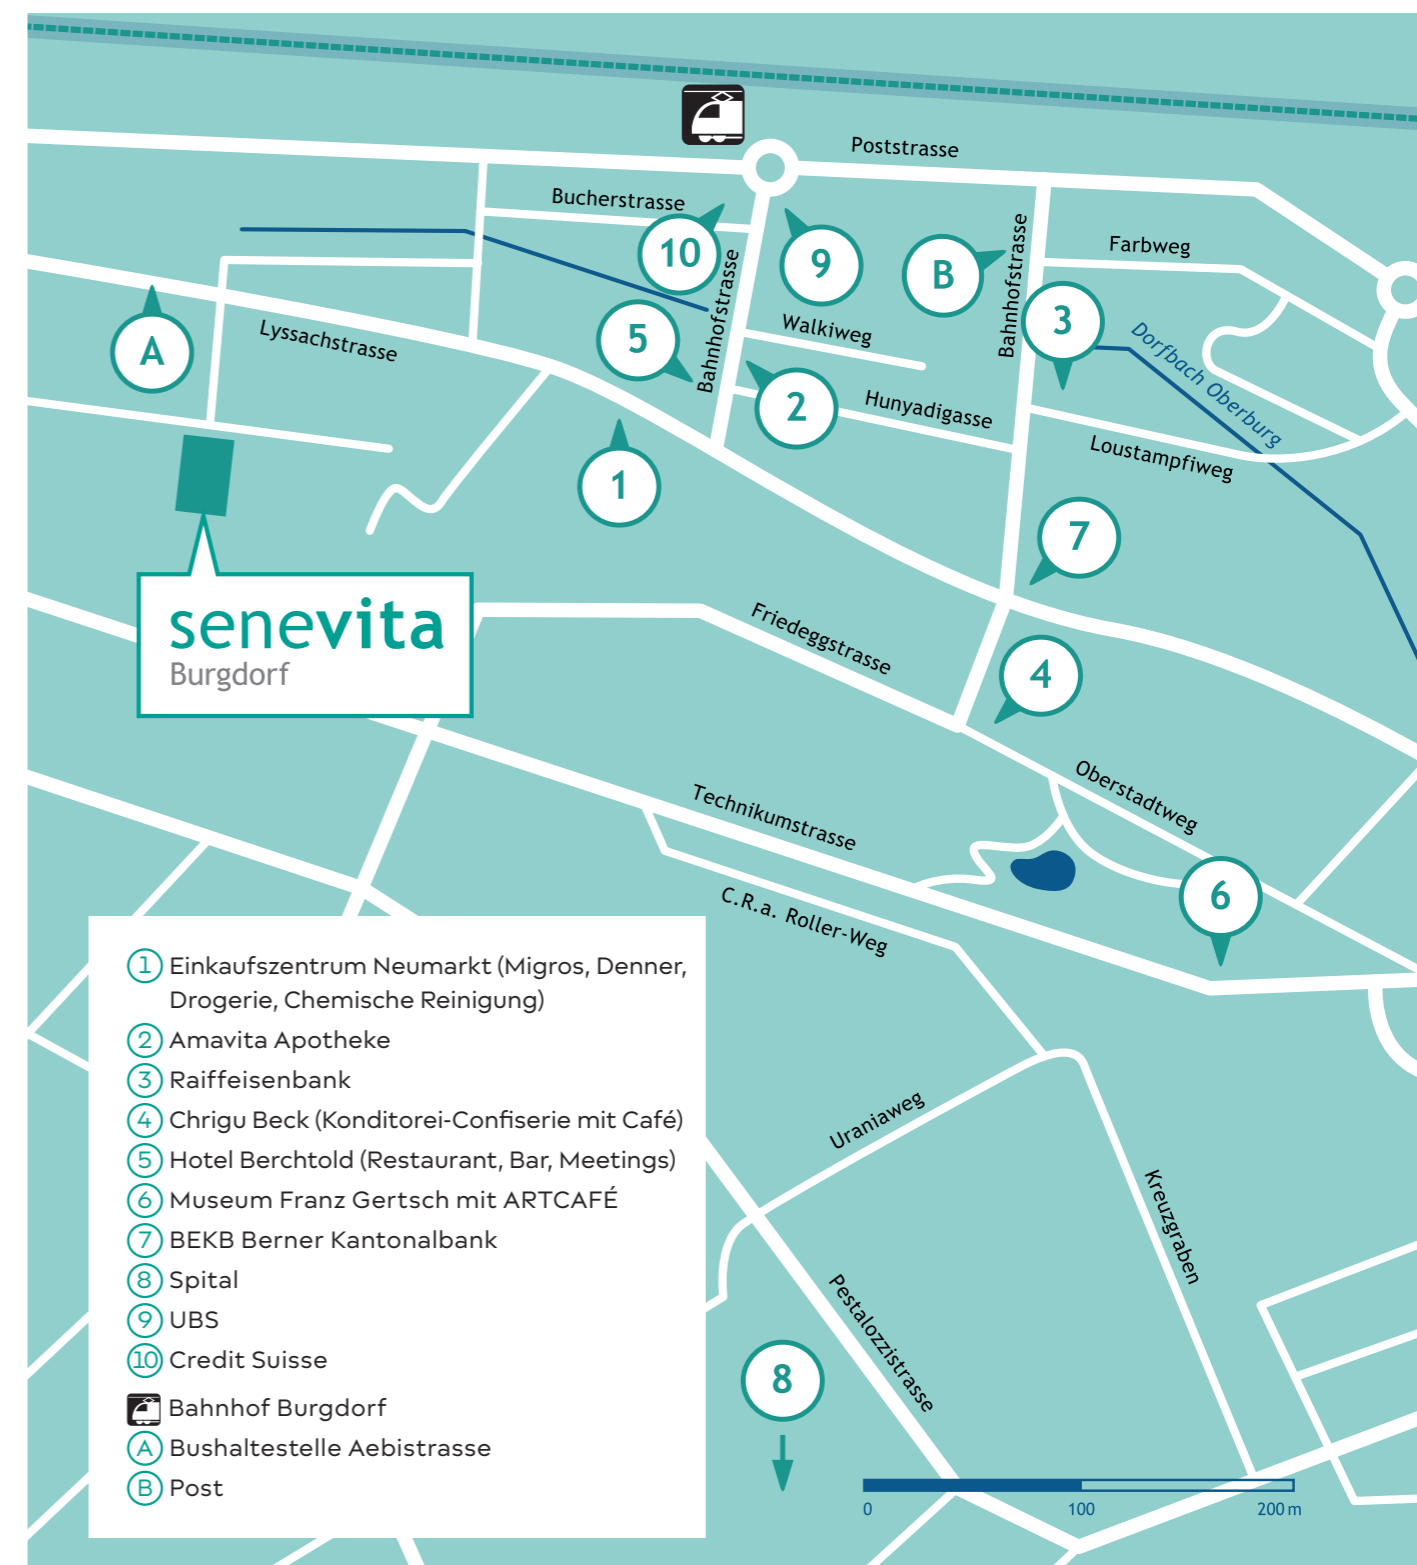 Poststrasse
Bucherstrasse
10
9
B
Bahnhofstrasse
Bahnhofstrasse
Farbweg
3
5
Walkiweg
A
Lyssachstrasse
Dorfbach Oberburg
2
Hunyadigasse
Loustampfiweg
1
7
senevita
Burgdorf
Friedeggstrasse
4
Oberstadtweg
Technikumstrasse
6
C.R.a. Roller-Weg
1 Einkaufszentrum Neumarkt (Migros, Denner,
Drogerie, Chemische Reinigung)
2 Amavita Apotheke
3 Raiffeisenbank
4 Chrigu Beck (Konditorei-Confiserie mit Café)
5 Hotel Berchtold (Restaurant, Bar, Meetings)
6 Museum Franz Gertsch mit ARTCAFÉ
7 BEKB Berner Kantonalbank
8 Spital
9 UBS
10 Credit Suisse
Bahnhof Burgdorf
A Bushaltestelle Aebistrasse
B Post
Uraniaweg
Kreuzgraben
Pestalozzistrasse
8
0 100 200 m